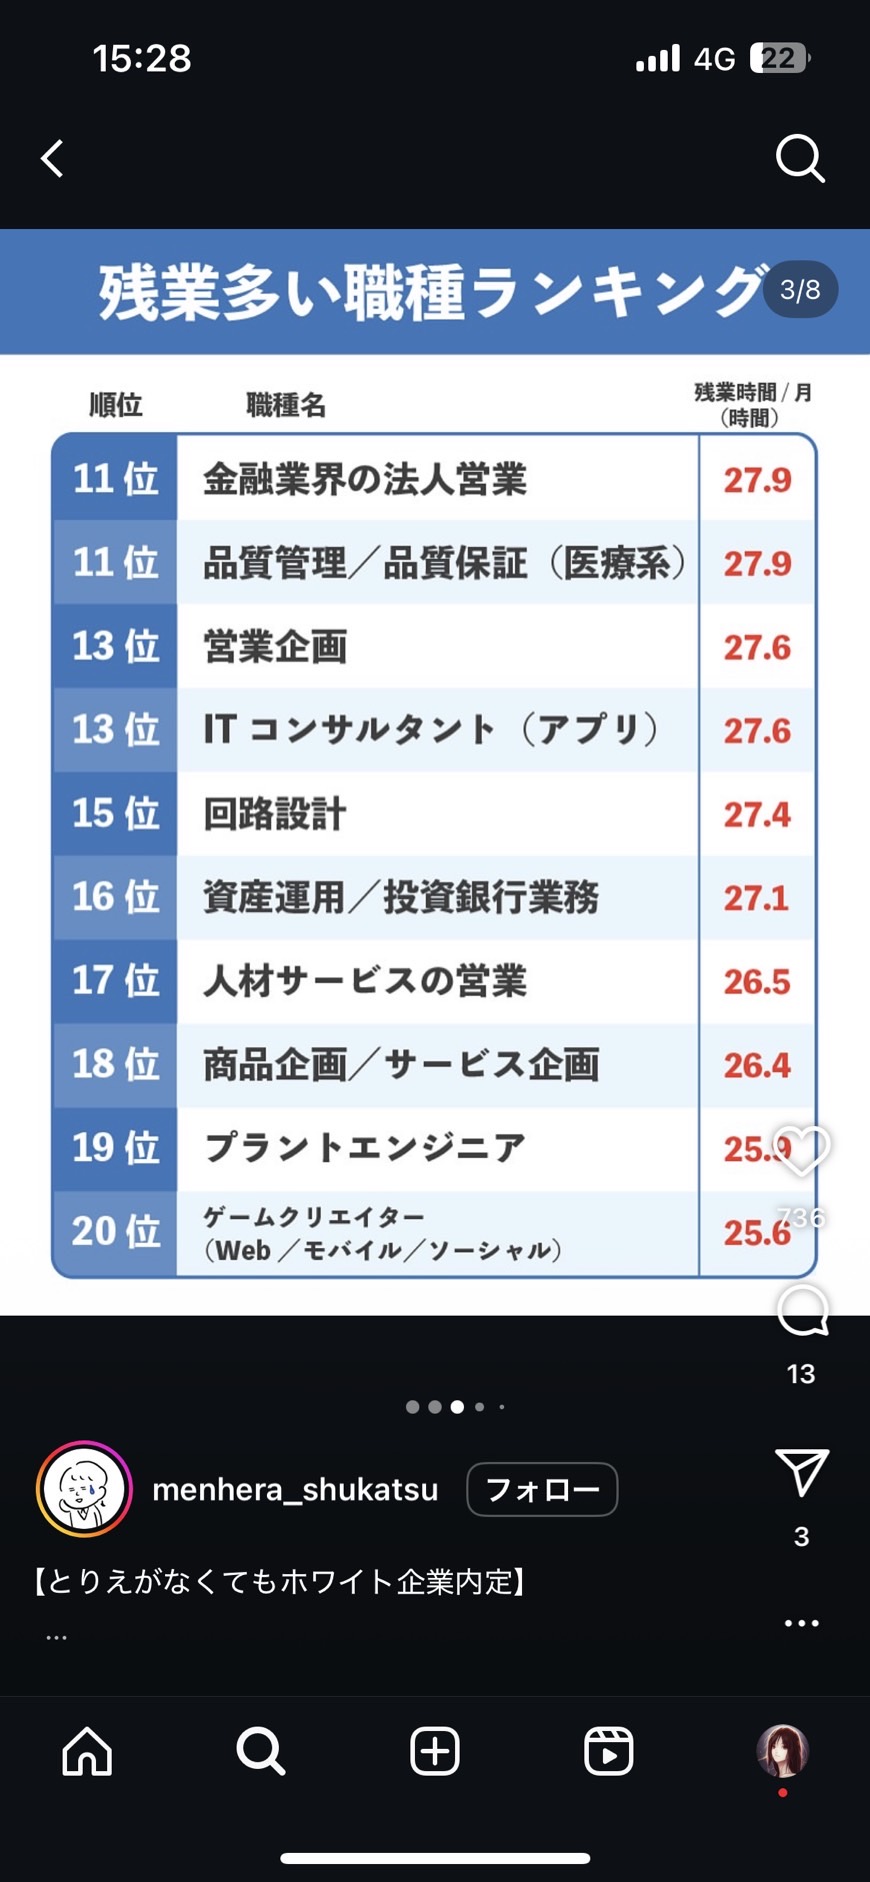 15:28
4G
22
残業多い職種ランキング
3/8
順位
職種名
残業時間/月
（時間）
11位 金融業界の法人営業 27.9
11位 品質管理／品質保証（医療系） 27.9
13位 営業企画 27.6
13位 IT コンサルタント（アプリ） 27.6
15位 回路設計 27.4
16位 資産運用／投資銀行業務 27.1
17位 人材サービスの営業 26.5
18位 商品企画／サービス企画 26.4
19位 プラントエンジニア 25.9
20位 ゲームクリエイター
（Web／モバイル／ソーシャル） 25.6
736
13
menhera_shukatsu
フォロー
3
【とりえがなくてもホワイト企業内定】
...